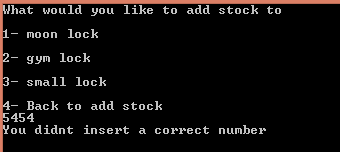 What would you like to add stock to
1- moon lock
2- gym lock
3- small lock
4- Back to add stock
5454
You didnt insert a correct number